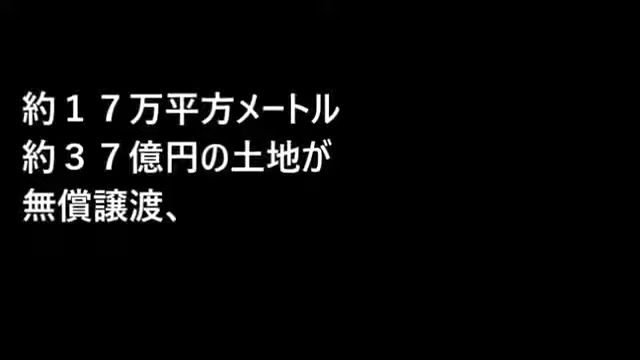 約１７万平方メートル
約３７億円の土地が
無償譲渡、